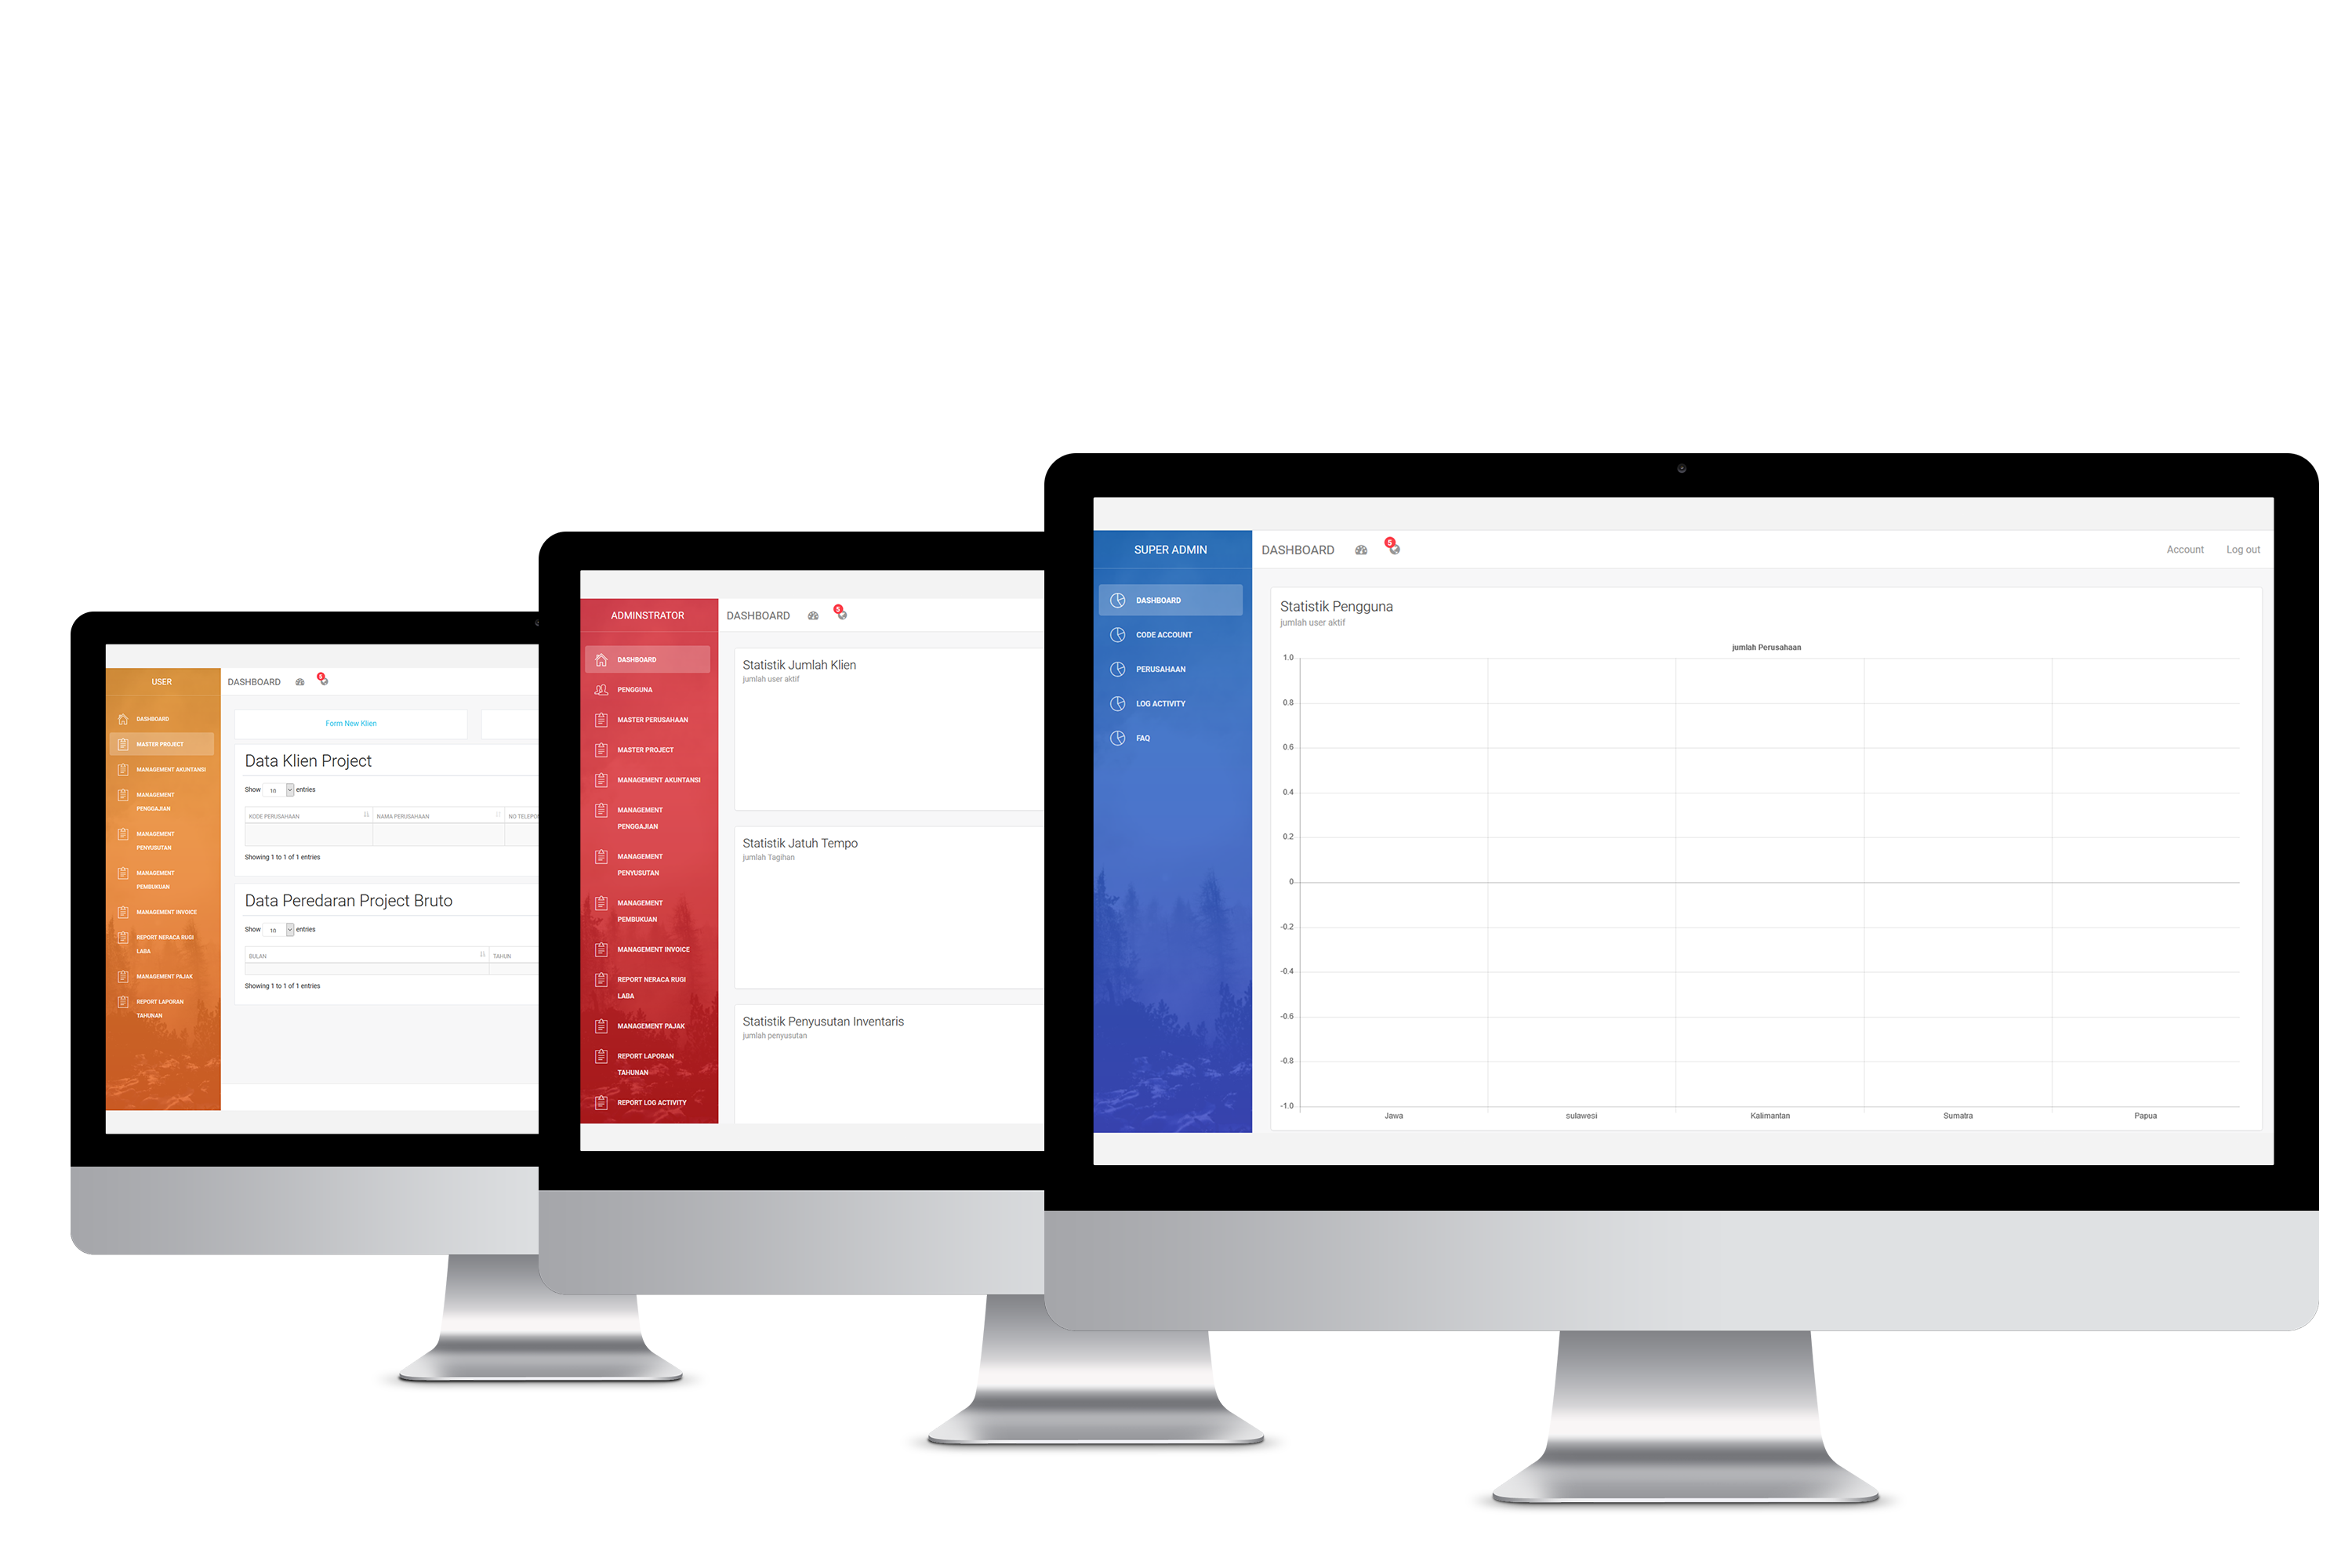 USER
DASHBOARD
5
DASHBOARD
MASTER PROJECT
MANAGEMENT AKUNTANSI
MANAGEMENT
PENGGAJIAN
MANAGEMENT
PENYUSUTAN
MANAGEMENT
PEMBUKUAN
MANAGEMENT INVOICE
REPORT NERACA RUGI
LABA
MANAGEMENT PAJAK
REPORT LAPORAN
TAHUNAN
Form New Klien
Data Klien Project
Show 10 entries
KODE PERUSAHAAN NAMA PERUSAHAAN NO TELEPON
Showing 1 to 1 of 1 entries
Data Peredaran Project Bruto
Show 10 entries
BULAN TAHUN
Showing 1 to 1 of 1 entries
ADMINSTRATOR
DASHBOARD
5
DASHBOARD
PENGGUNA
MASTER PERUSAHAAN
MASTER PROJECT
MANAGEMENT AKUNTANSI
MANAGEMENT
PENGGAJIAN
MANAGEMENT
PENYUSUTAN
MANAGEMENT
PEMBUKUAN
MANAGEMENT INVOICE
REPORT NERACA RUGI
LABA
MANAGEMENT PAJAK
REPORT LAPORAN
TAHUNAN
REPORT LOG ACTIVITY
Statistik Jumlah Klien
jumlah user aktif
Statistik Jatuh Tempo
jumlah Tagihan
Statistik Penyusutan Inventaris
jumlah penyusutan
SUPER ADMIN
DASHBOARD
5
Account Log out
DASHBOARD
CODE ACCOUNT
PERUSAHAAN
LOG ACTIVITY
FAQ
Statistik Pengguna
jumlah user aktif
jumlah Perusahaan
1.0
0.8
0.6
0.4
0.2
0
-0.2
-0.4
-0.6
-0.8
-1.0
Jawa sulawesi Kalimantan Sumatra Papua